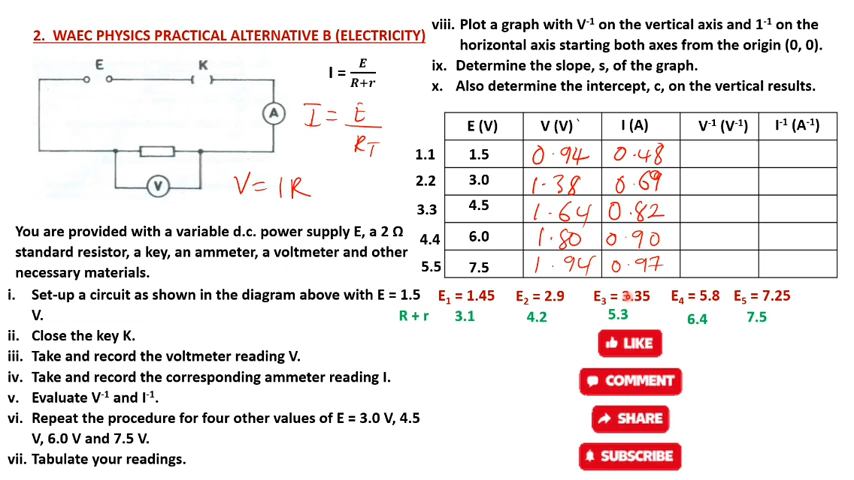 2. WAEC PHYSICS PRACTICAL ALTERNATIVE B (ELECTRICITY)
E
K
A
V
I = E
R+r
I = E
RT
V = IR
You are provided with a variable d.c. power supply E, a 2 Ω
standard resistor, a key, an ammeter, a voltmeter and other
necessary materials.
i. Set-up a circuit as shown in the diagram above with E = 1.5
V.
ii. Close the key K.
iii. Take and record the voltmeter reading V.
iv. Take and record the corresponding ammeter reading I.
v. Evaluate V⁻¹ and I⁻¹.
vi. Repeat the procedure for four other values of E = 3.0 V, 4.5
V, 6.0 V and 7.5 V.
vii. Tabulate your readings.
viii. Plot a graph with V⁻¹ on the vertical axis and 1⁻¹ on the
horizontal axis starting both axes from the origin (0, 0).
ix. Determine the slope, s, of the graph.
x. Also determine the intercept, c, on the vertical results.
E (V) V (V)` I (A) V⁻¹ (V⁻¹) I⁻¹ (A⁻¹)
1.1 1.5 0.94 0.48
2.2 3.0 1.38 0.69
3.3 4.5 1.64 0.82
4.4 6.0 1.80 0.90
5.5 7.5 1.94 0.97
E₁ = 1.45 E₂ = 2.9 E₃ = 3.35 E₄ = 5.8 E₅ = 7.25
R + r 3.1 4.2 5.3 6.4 7.5
LIKE
COMMENT
SHARE
SUBSCRIBE